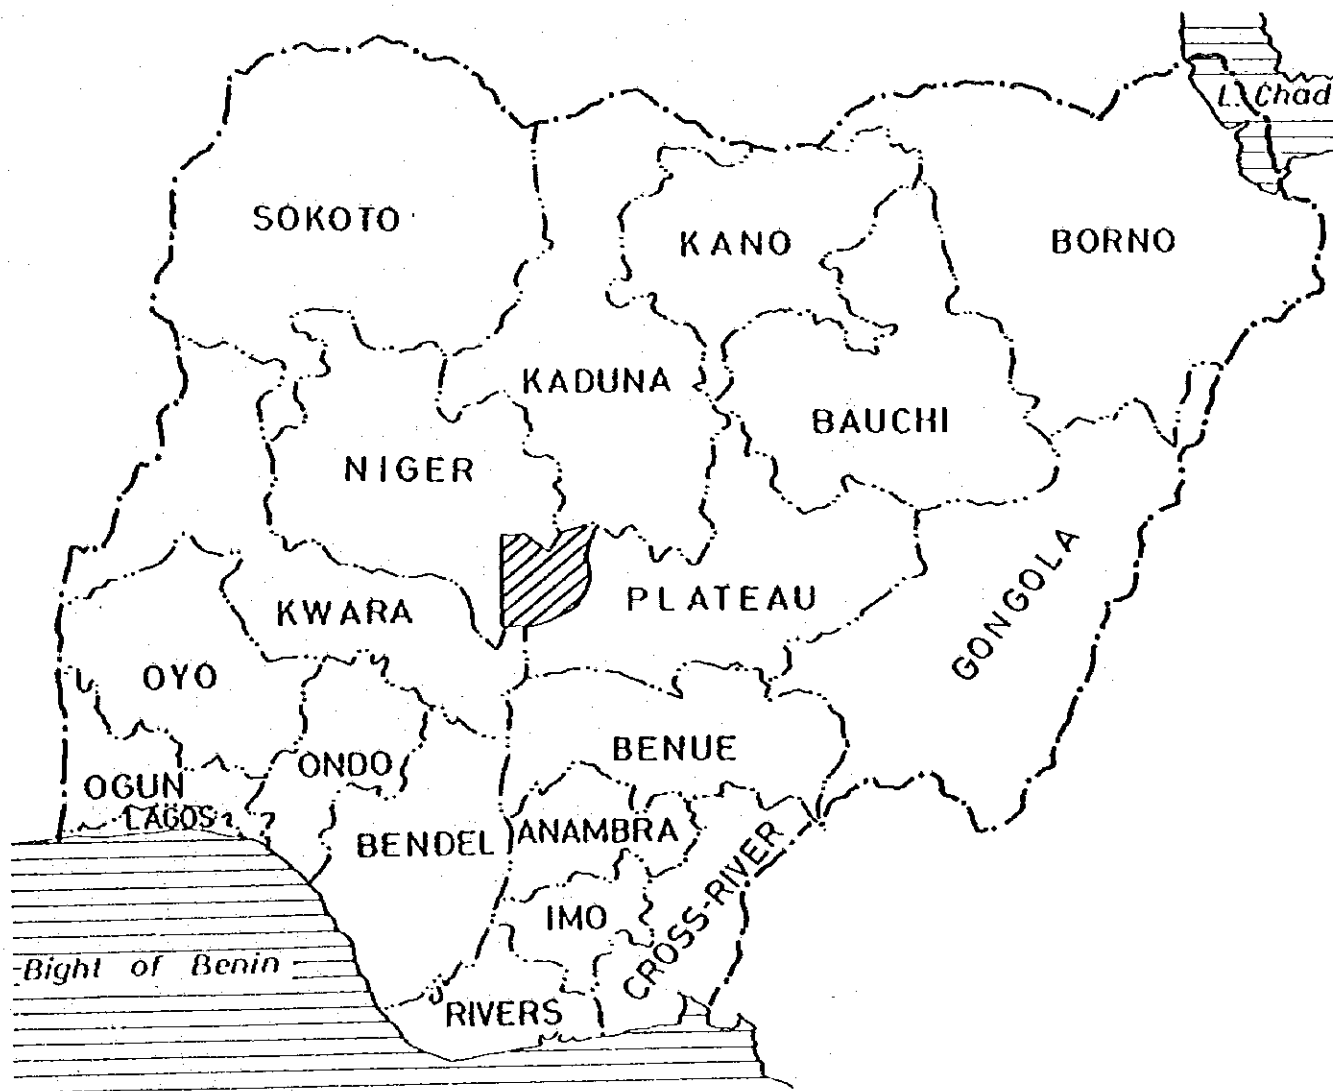 L. Chad
SOKOTO
KANO
BORNO
KADUNA
BAUCHI
NIGER
GONGOLA
PLATEAU
KWARA
OYO
BENUE
ONDO
OGUN
LAGOS
ANAMBRA
BENDEL
CROSS-RIVER
IMO
Bight of Benin
RIVERS